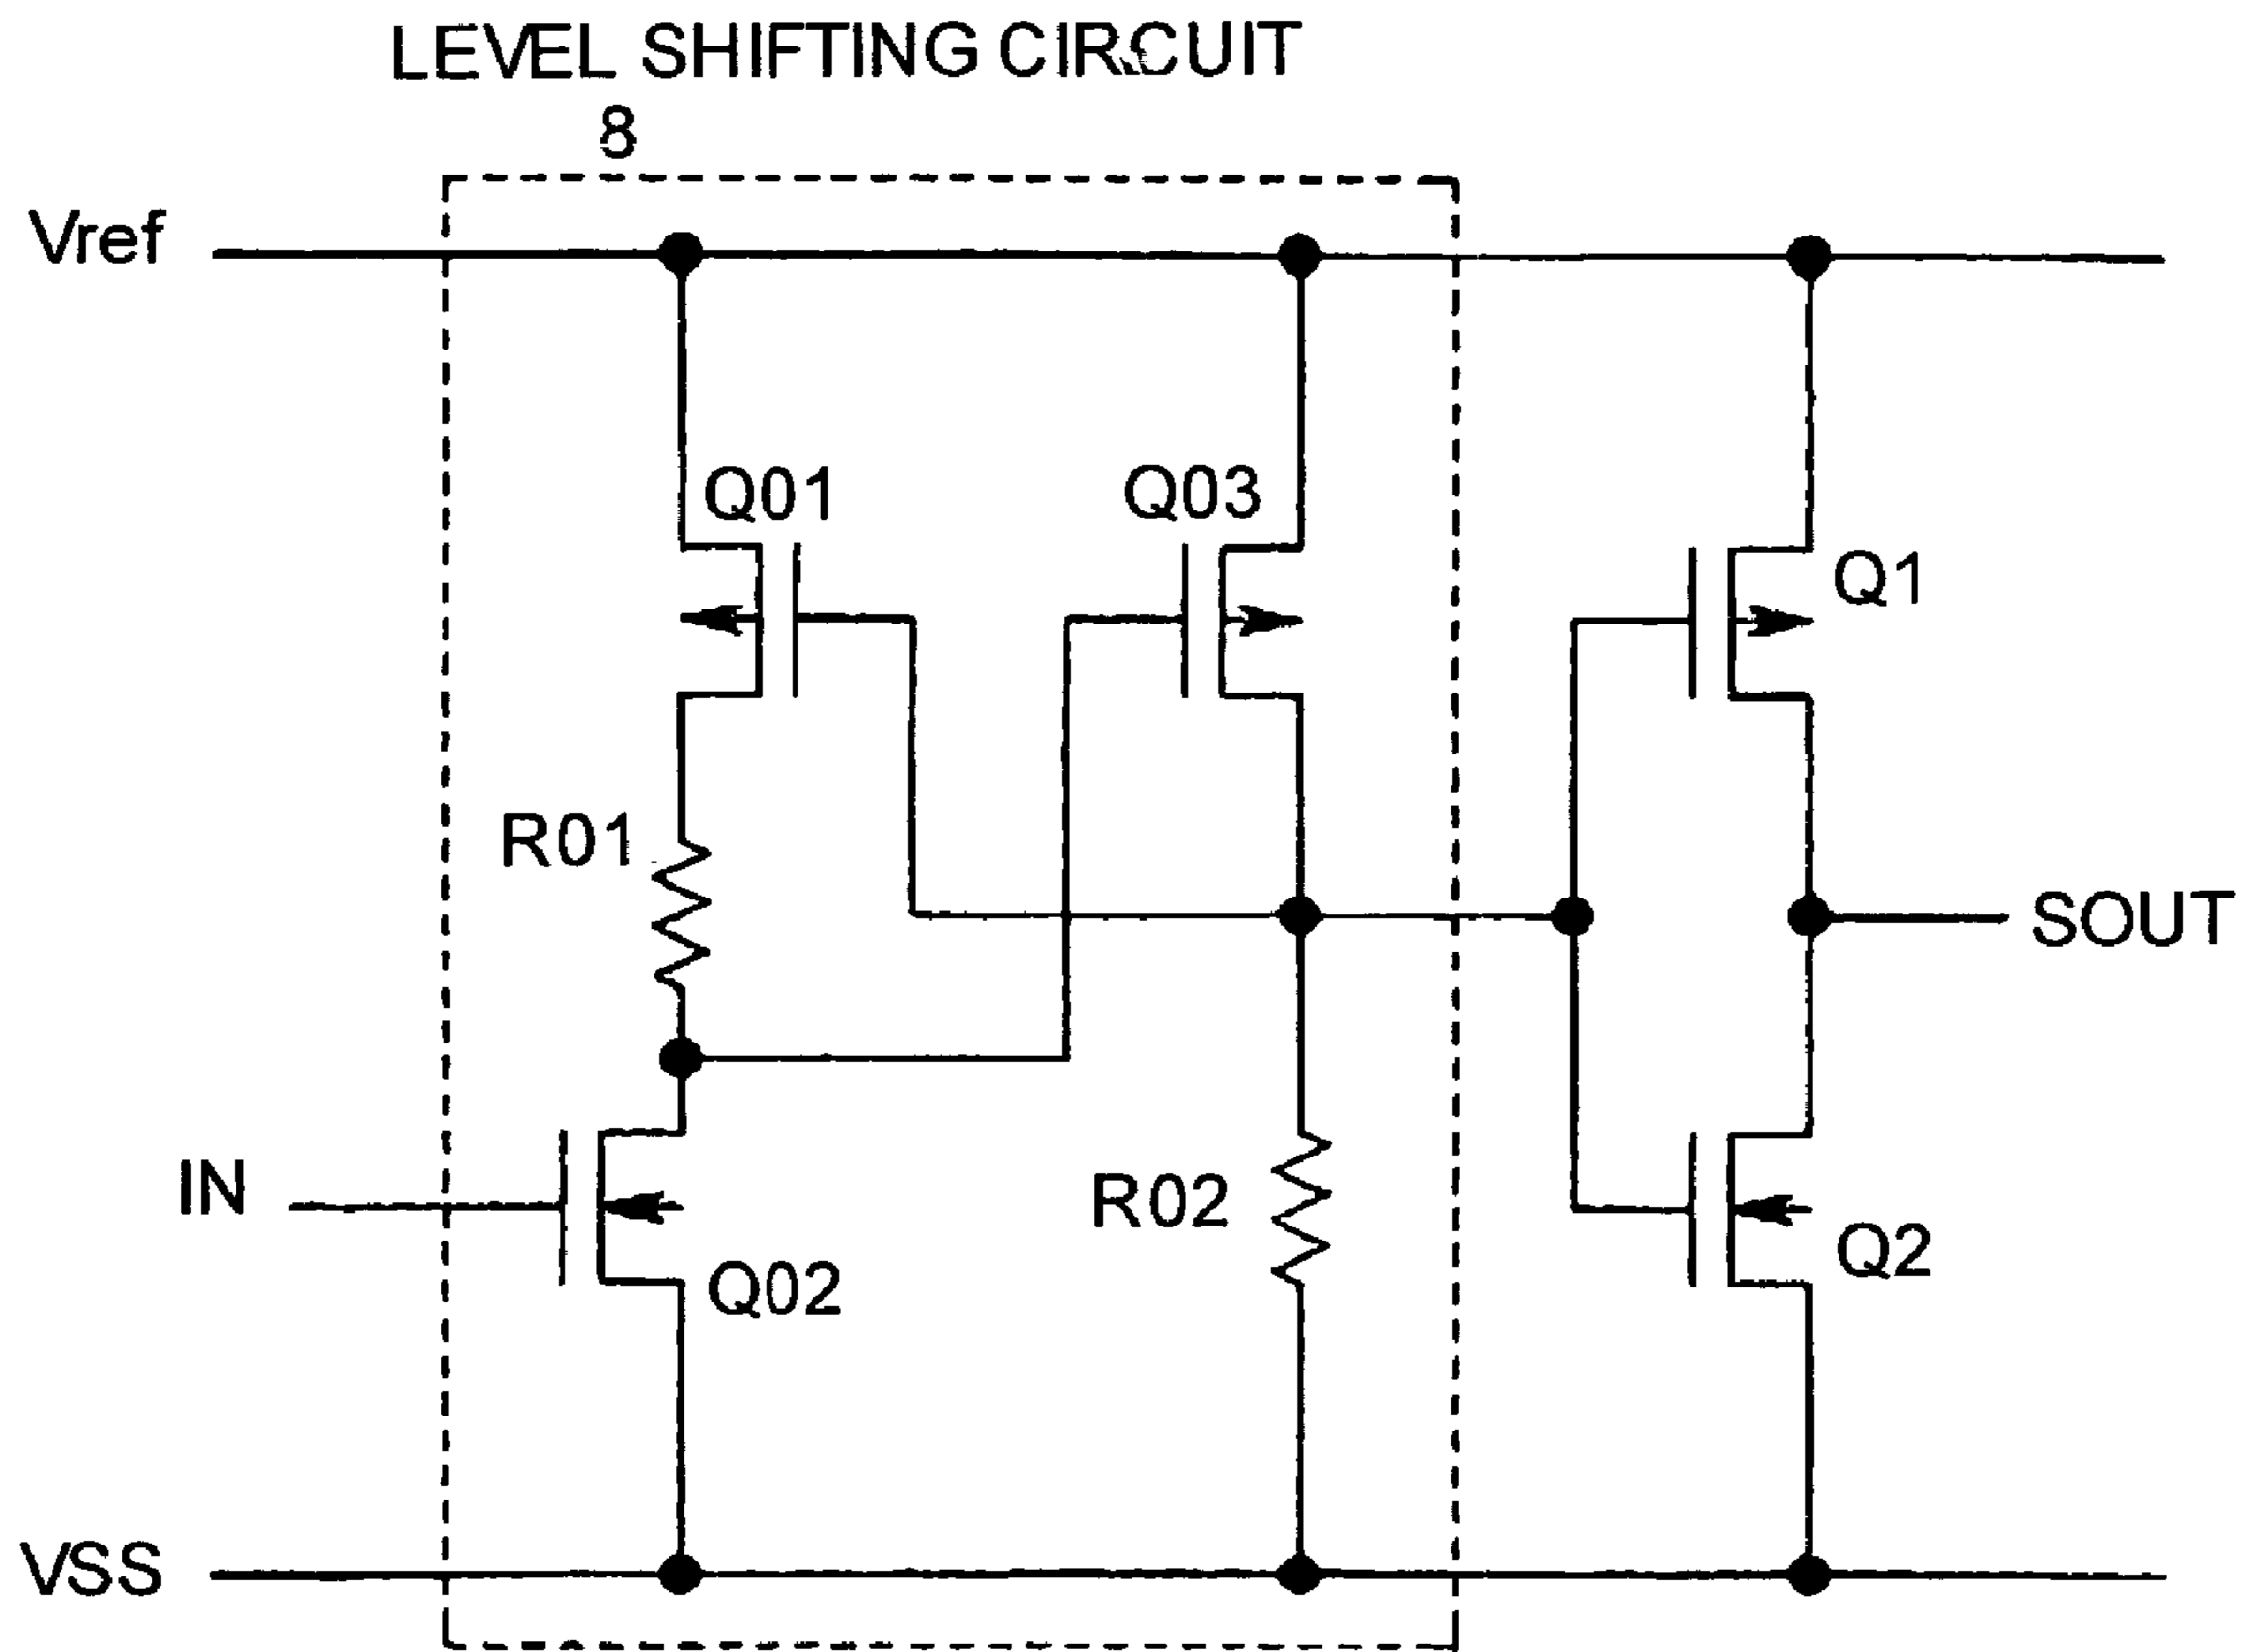 LEVEL SHIFTING CIRCUIT
8
Vref
Q01
Q03
Q1
R01
SOUT
IN
R02
Q02
Q2
VSS